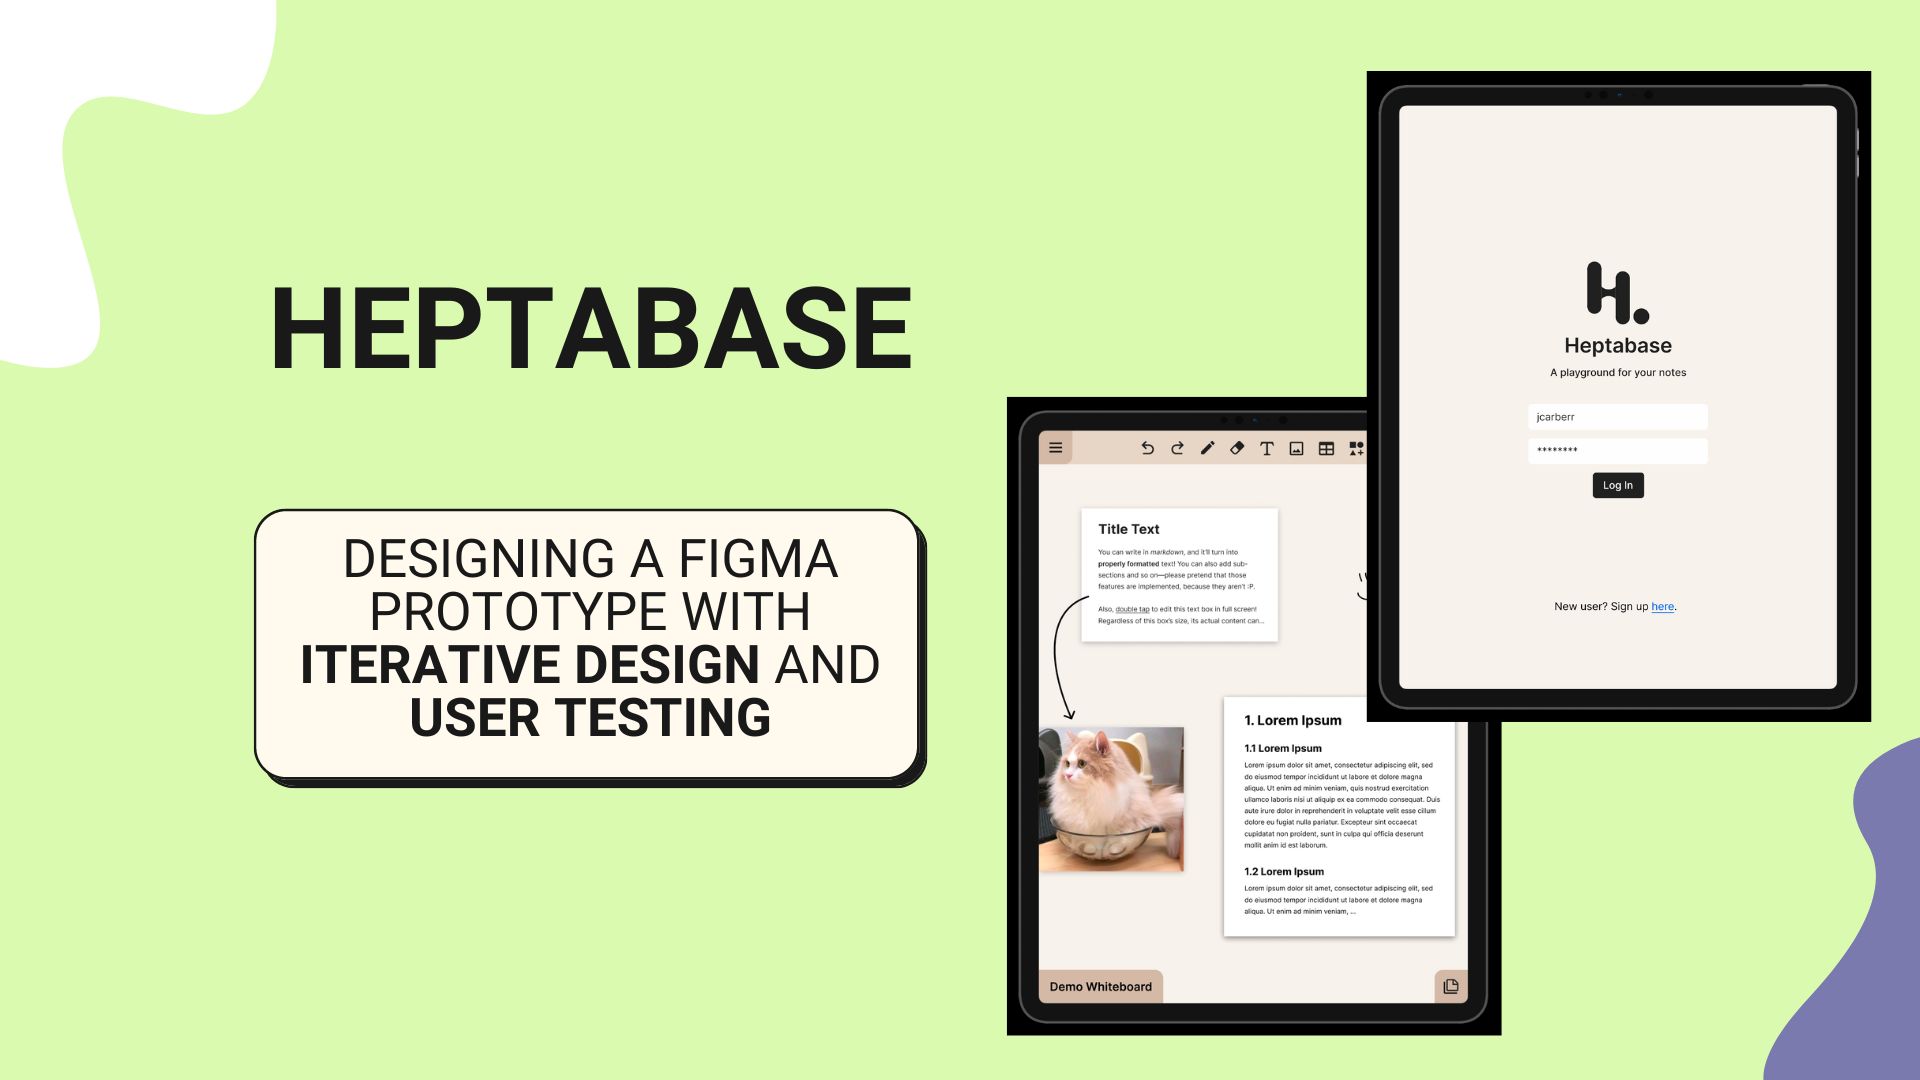 HEPTABASE
DESIGNING A FIGMA
PROTOTYPE WITH
ITERATIVE DESIGN AND
USER TESTING
Title Text
You can write in markdown, and it'll turn into
properly formatted text! You can also add sub-
sections and so on—please pretend that those
features are implemented, because they aren't :P.
Also, double tap to edit this text box in full screen!
Regardless of this box's size, its actual content can...
1. Lorem Ipsum
1.1 Lorem Ipsum
Lorem ipsum dolor sit amet, consectetur adipiscing elit, sed
do eiusmod tempor incididunt ut labore et dolore magna
aliqua. Ut enim ad minim veniam, quis nostrud exercitation
ullamco laboris nisi ut aliquip ex ea commodo consequat. Duis
aute irure dolor in reprehenderit in voluptate velit esse cillum
dolore eu fugiat nulla pariatur. Excepteur sint occaecat
cupidatat non proident, sunt in culpa qui officia deserunt
mollit anim id est laborum.
1.2 Lorem Ipsum
Lorem ipsum dolor sit amet, consectetur adipiscing elit, sed
do eiusmod tempor incididunt ut labore et dolore magna
aliqua. Ut enim ad minim veniam, ...
Demo Whiteboard
H.
Heptabase
A playground for your notes
jcarberr
********
Log In
New user? Sign up here.